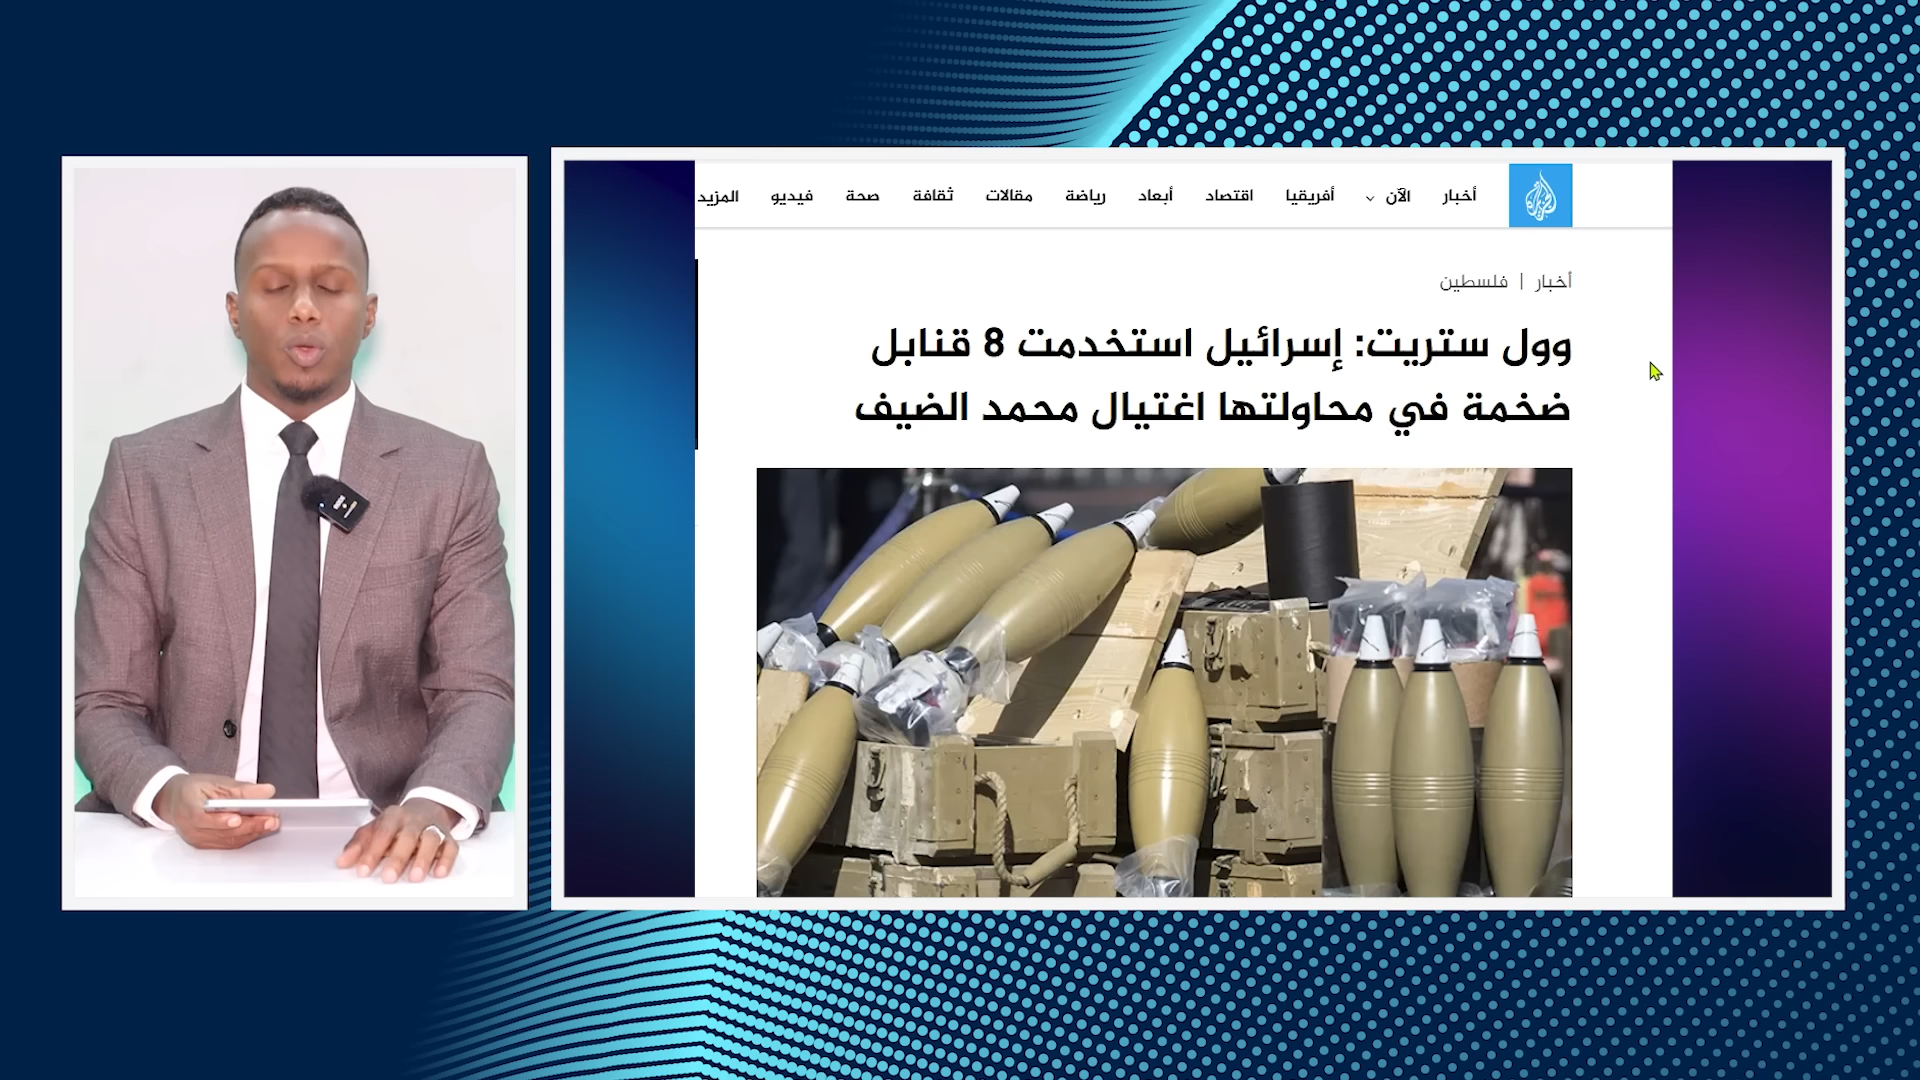 أخبار الآن أفريقيا اقتصاد أبعاد رياضة مقالات ثقافة صحة فيديو المزيد
الجزيرة
أخبار | فلسطين
وول ستريت: إسرائيل استخدمت 8 قنابل
ضخمة في محاولتها اغتيال محمد الضيف